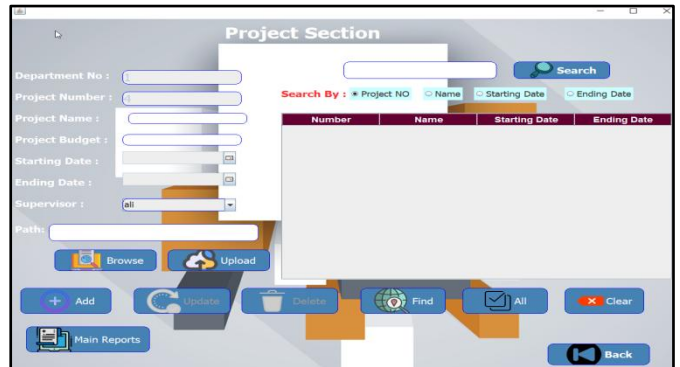 Project Section
Search
Department No :
Project Number :
Search By : Project NO Name Starting Date Ending Date
Project Name :
Number Name Starting Date Ending Date
Project Budget :
Starting Date :
Ending Date :
Supervisor : ali
Path:
Browse Upload
Add Update Delete Find All Clear
Main Reports
Back